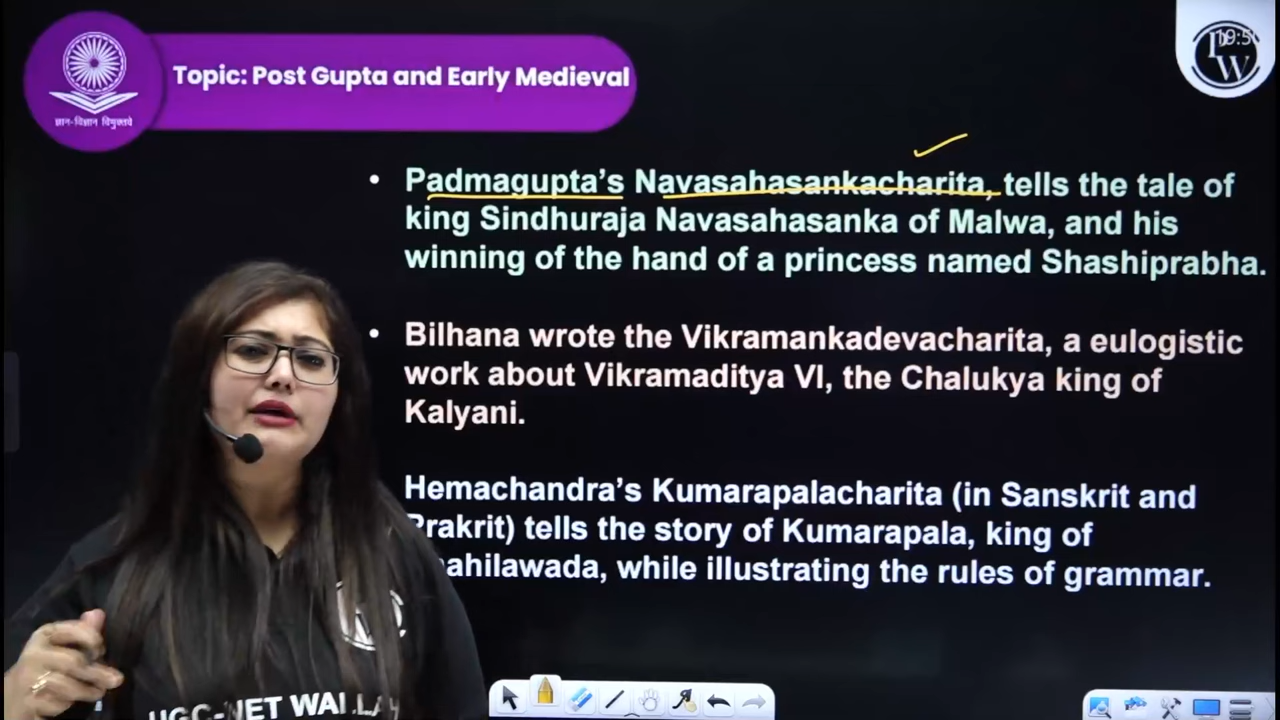 Topic: Post Gupta and Early Medieval
ज्ञान-विज्ञान विमुक्तये
• Padmagupta's Navasahasankacharita, tells the tale of
king Sindhuraja Navasahasanka of Malwa, and his
winning of the hand of a princess named Shashiprabha.
• Bilhana wrote the Vikramankadevacharita, a eulogistic
work about Vikramaditya VI, the Chalukya king of
Kalyani.
Hemachandra's Kumarapalacharita (in Sanskrit and
Prakrit) tells the story of Kumarapala, king of
ahilawada, while illustrating the rules of grammar.
UGC-NET WALLAH